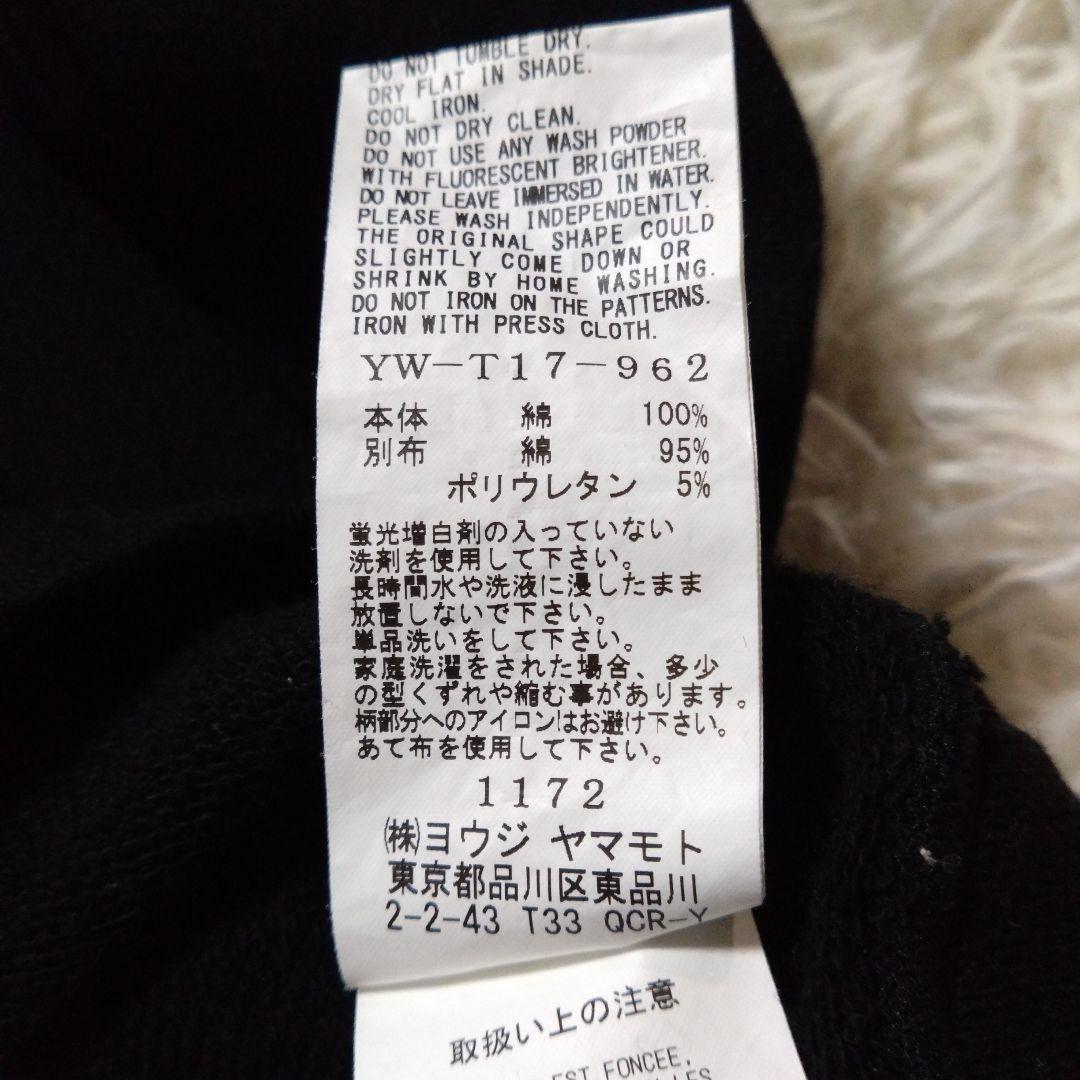 DO NOT TUMBLE DRY.
DRY FLAT IN SHADE.
COOL IRON.
DO NOT DRY CLEAN.
DO NOT USE ANY WASH POWDER
WITH FLUORESCENT BRIGHTENER.
DO NOT LEAVE IMMERSED IN WATER.
PLEASE WASH INDEPENDENTLY.
THE ORIGINAL SHAPE COULD
SLIGHTLY COME DOWN OR
SHRINK BY HOME WASHING.
DO NOT IRON ON THE PATTERNS.
IRON WITH PRESS CLOTH.
YW-T17-962
本体 綿 100%
別布 綿 95%
ポリウレタン 5%
蛍光増白剤の入っていない
洗剤を使用して下さい。
長時間水や洗液に浸したまま
放置しないで下さい。
単品洗いをして下さい。
家庭洗濯をされた場合、多少
の型くずれや縮む事があります。
柄部分へのアイロンはお避け下さい。
あて布を使用して下さい。
1172
(株)ヨウジ ヤマモト
東京都品川区東品川
2-2-43 T33 QCR-Y
取扱い上の注意
EST FONCEE,
LES